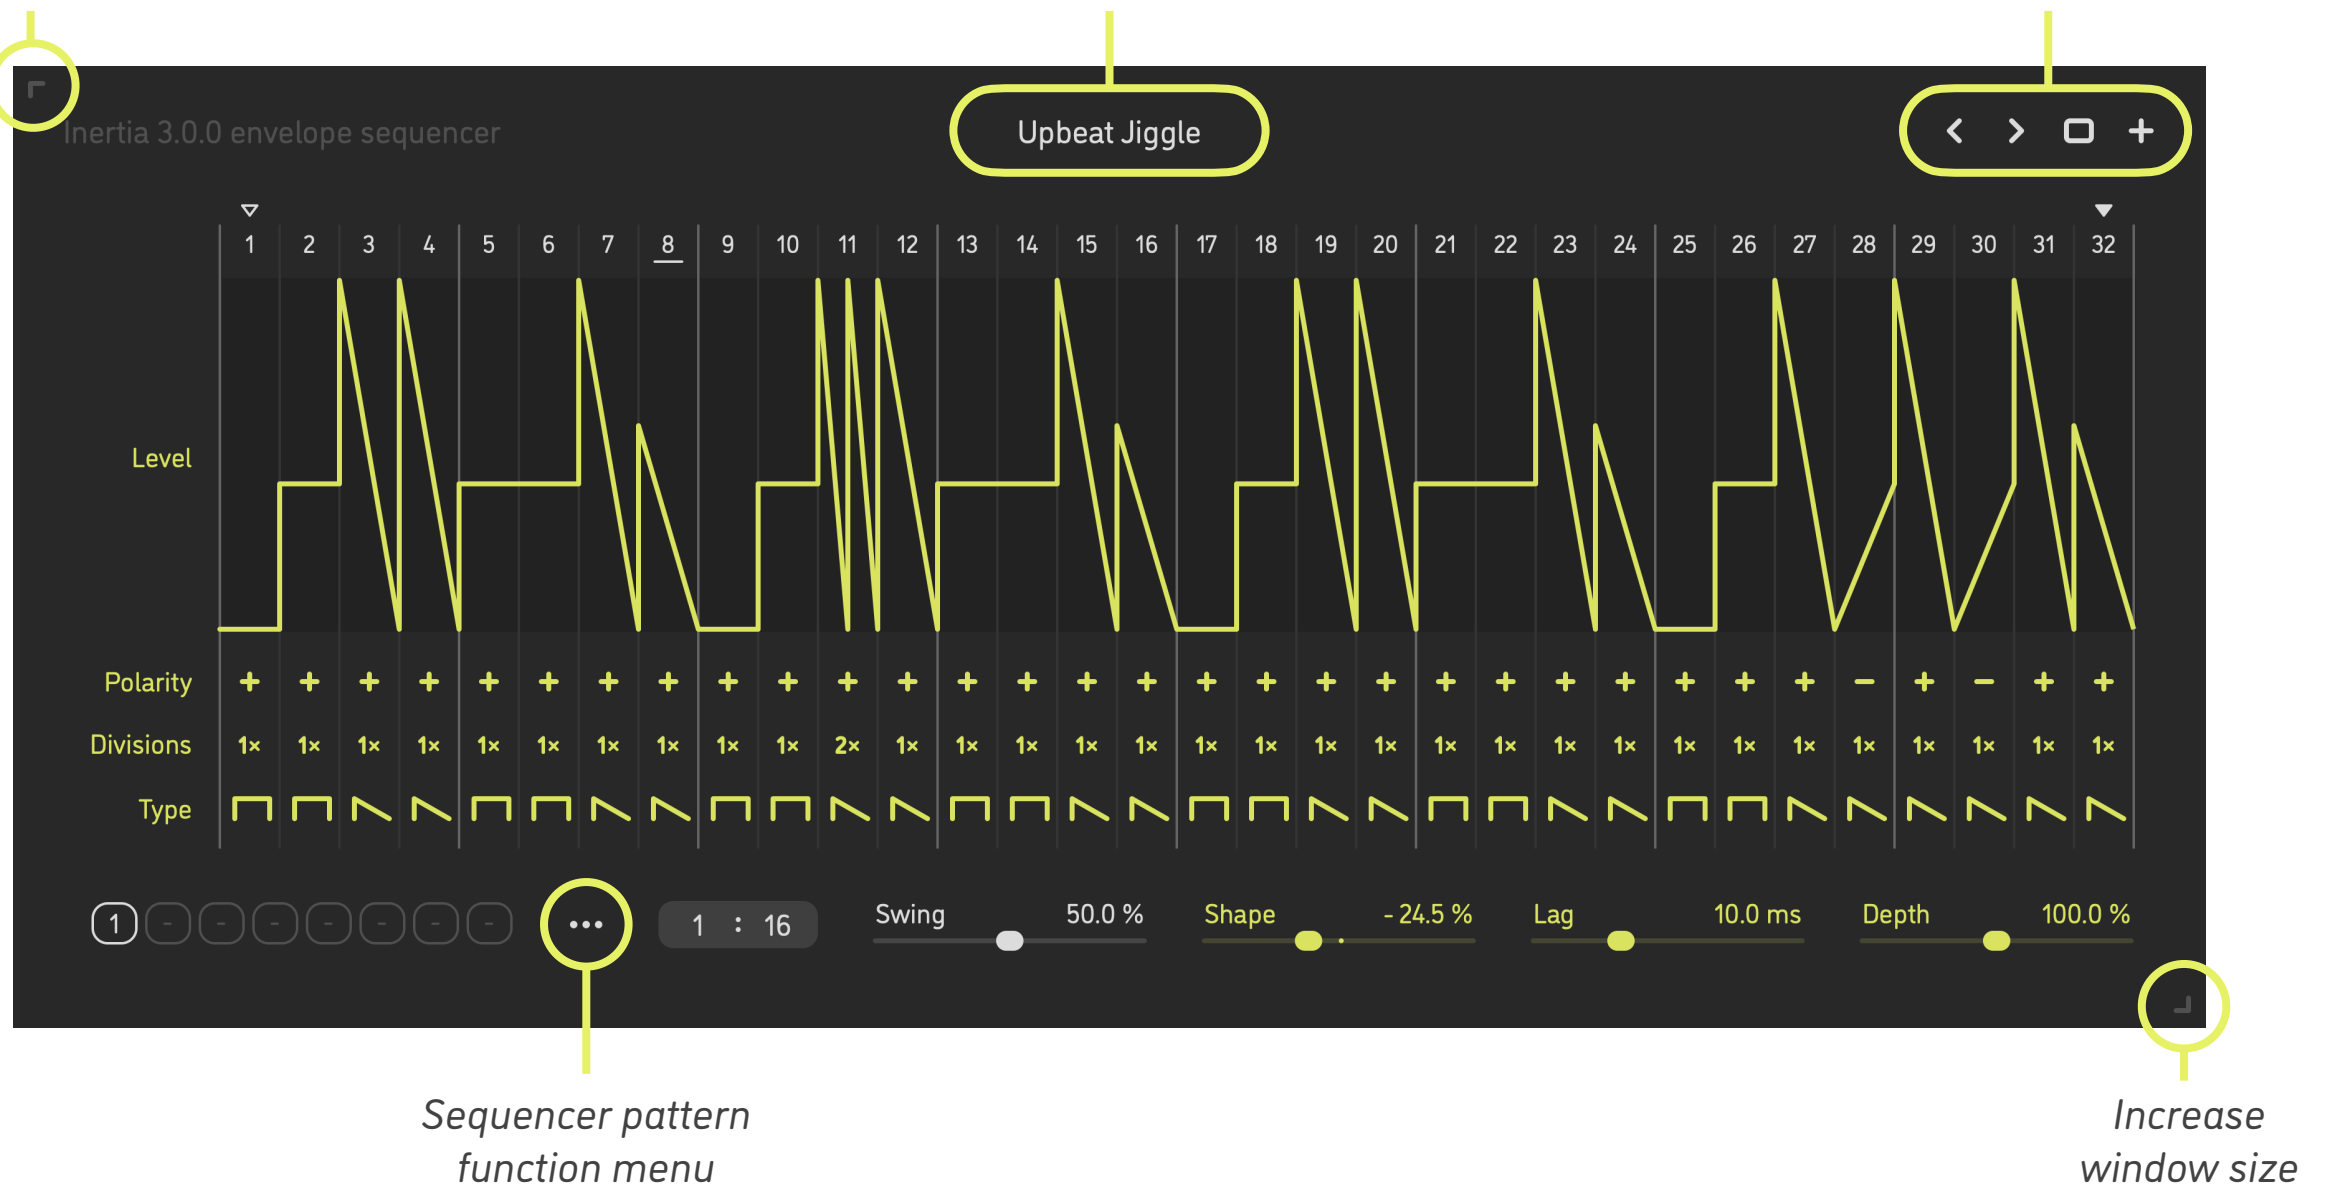 Inertia 3.0.0 envelope sequencer
Upbeat Jiggle
1 2 3 4 5 6 7 8 9 10 11 12 13 14 15 16 17 18 19 20 21 22 23 24 25 26 27 28 29 30 31 32
Level
Polarity + + + + + + + + + + + + + + + + + + + + + + + + + + + − + − + +
Divisions 1× 1× 1× 1× 1× 1× 1× 1× 1× 1× 2× 1× 1× 1× 1× 1× 1× 1× 1× 1× 1× 1× 1× 1× 1× 1× 1× 1× 1× 1× 1× 1×
Type
1 - - - - - - - ••• 1 : 16 Swing 50.0 % Shape - 24.5 % Lag 10.0 ms Depth 100.0 %
Sequencer pattern
function menu
Increase
window size